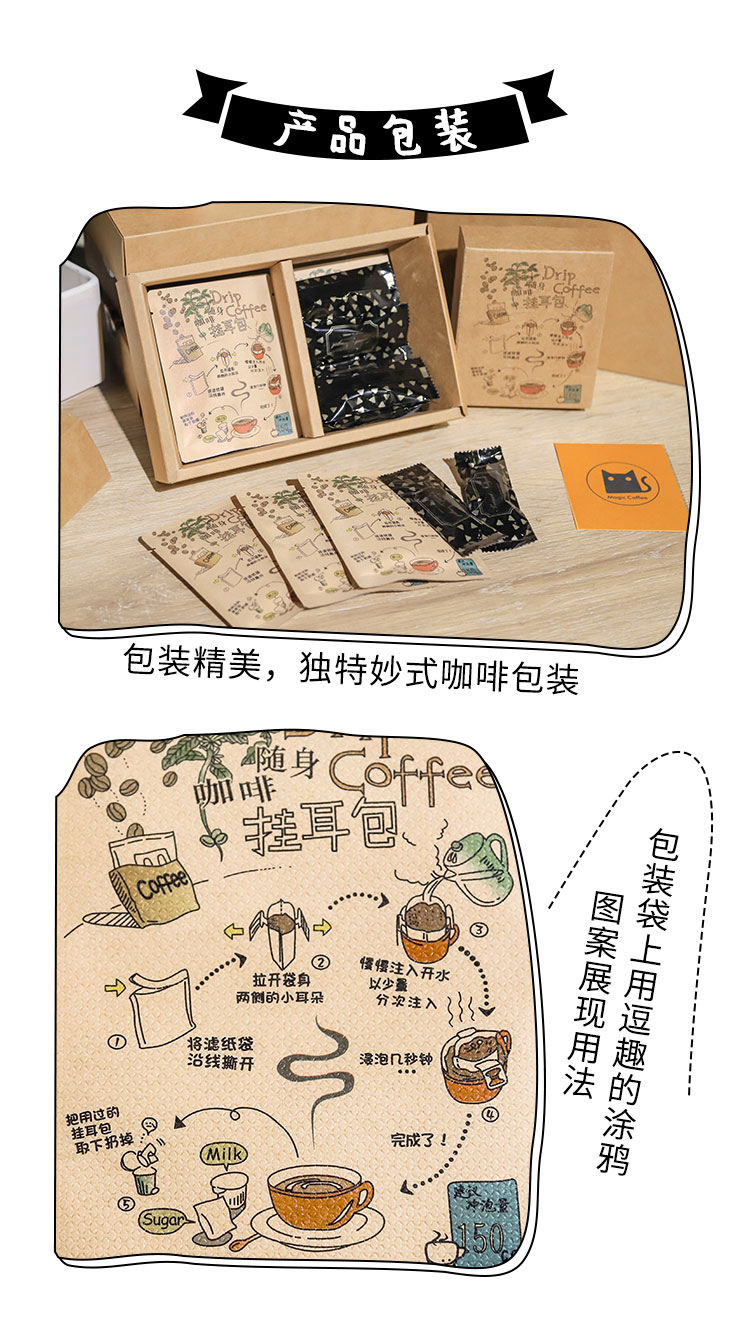 产品包装
Drip
Coffee
随身
咖啡
挂耳包
Coffee
Magic Coffee
包装精美，独特妙式咖啡包装
Drip
随身
Coffee
咖啡
挂耳包
Coffee
①
将滤纸袋
沿线撕开
②
拉开袋身
两侧的小耳朵
③
慢慢注入开水
以少量
分次注入
浸泡几秒钟
④
完成了！
把用过的
挂耳包
取下扔掉
⑤
Milk
Sugar
建议
冲泡量
150cc
包装袋上用逗趣的涂鸦
图案展现用法